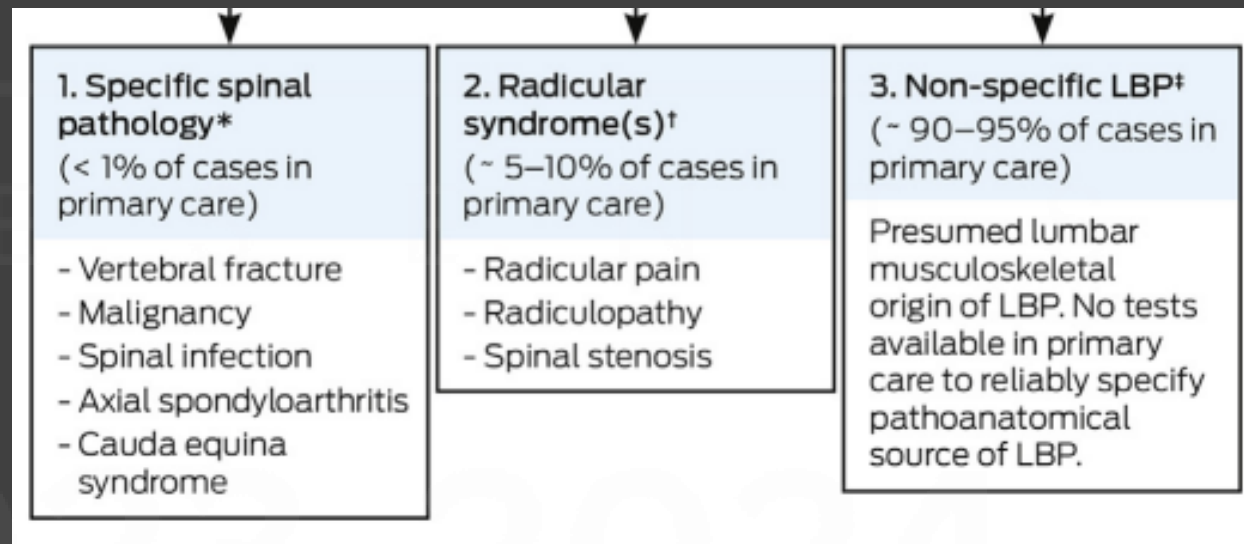 1. Specific spinal
pathology*
(< 1% of cases in
primary care)
- Vertebral fracture
- Malignancy
- Spinal infection
- Axial spondyloarthritis
- Cauda equina
syndrome
2. Radicular
syndrome(s)†
(~ 5–10% of cases in
primary care)
- Radicular pain
- Radiculopathy
- Spinal stenosis
3. Non-specific LBP‡
(~ 90–95% of cases in
primary care)
Presumed lumbar
musculoskeletal
origin of LBP. No tests
available in primary
care to reliably specify
pathoanatomical
source of LBP.